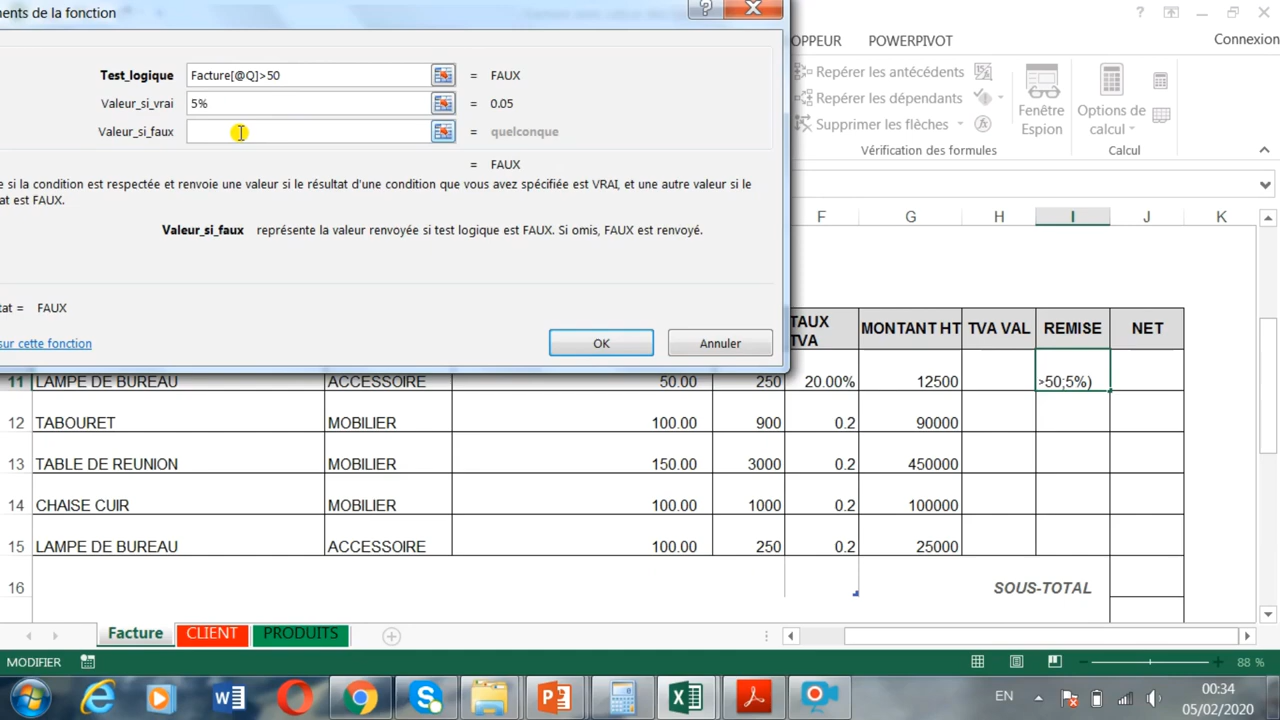 ents de la fonction
?
Test_logique Facture[@Q]>50 = FAUX
Valeur_si_vrai 5% = 0.05
Valeur_si_faux = quelconque
= FAUX
e si la condition est respectée et renvoie une valeur si le résultat d'une condition que vous avez spécifiée est VRAI, et une autre valeur si le
at est FAUX.
Valeur_si_faux représente la valeur renvoyée si test logique est FAUX. Si omis, FAUX est renvoyé.
tat = FAUX
sur cette fonction
OK Annuler
?
OPPEUR POWERPIVOT Connexion
Repérer les antécédents
Repérer les dépendants
Supprimer les flèches
Fenêtre
Espion
Options de
calcul
Vérification des formules Calcul
F G H I J K
TAUX
TVA
MONTANT HT TVA VAL REMISE NET
11 LAMPE DE BUREAU ACCESSOIRE 50.00 250 20.00% 12500 >50;5%)
12 TABOURET MOBILIER 100.00 900 0.2 90000
13 TABLE DE REUNION MOBILIER 150.00 3000 0.2 450000
14 CHAISE CUIR MOBILIER 100.00 1000 0.2 100000
15 LAMPE DE BUREAU ACCESSOIRE 100.00 250 0.2 25000
16 SOUS-TOTAL
Facture CLIENT PRODUITS
MODIFIER 88 %
EN 00:34
05/02/2020